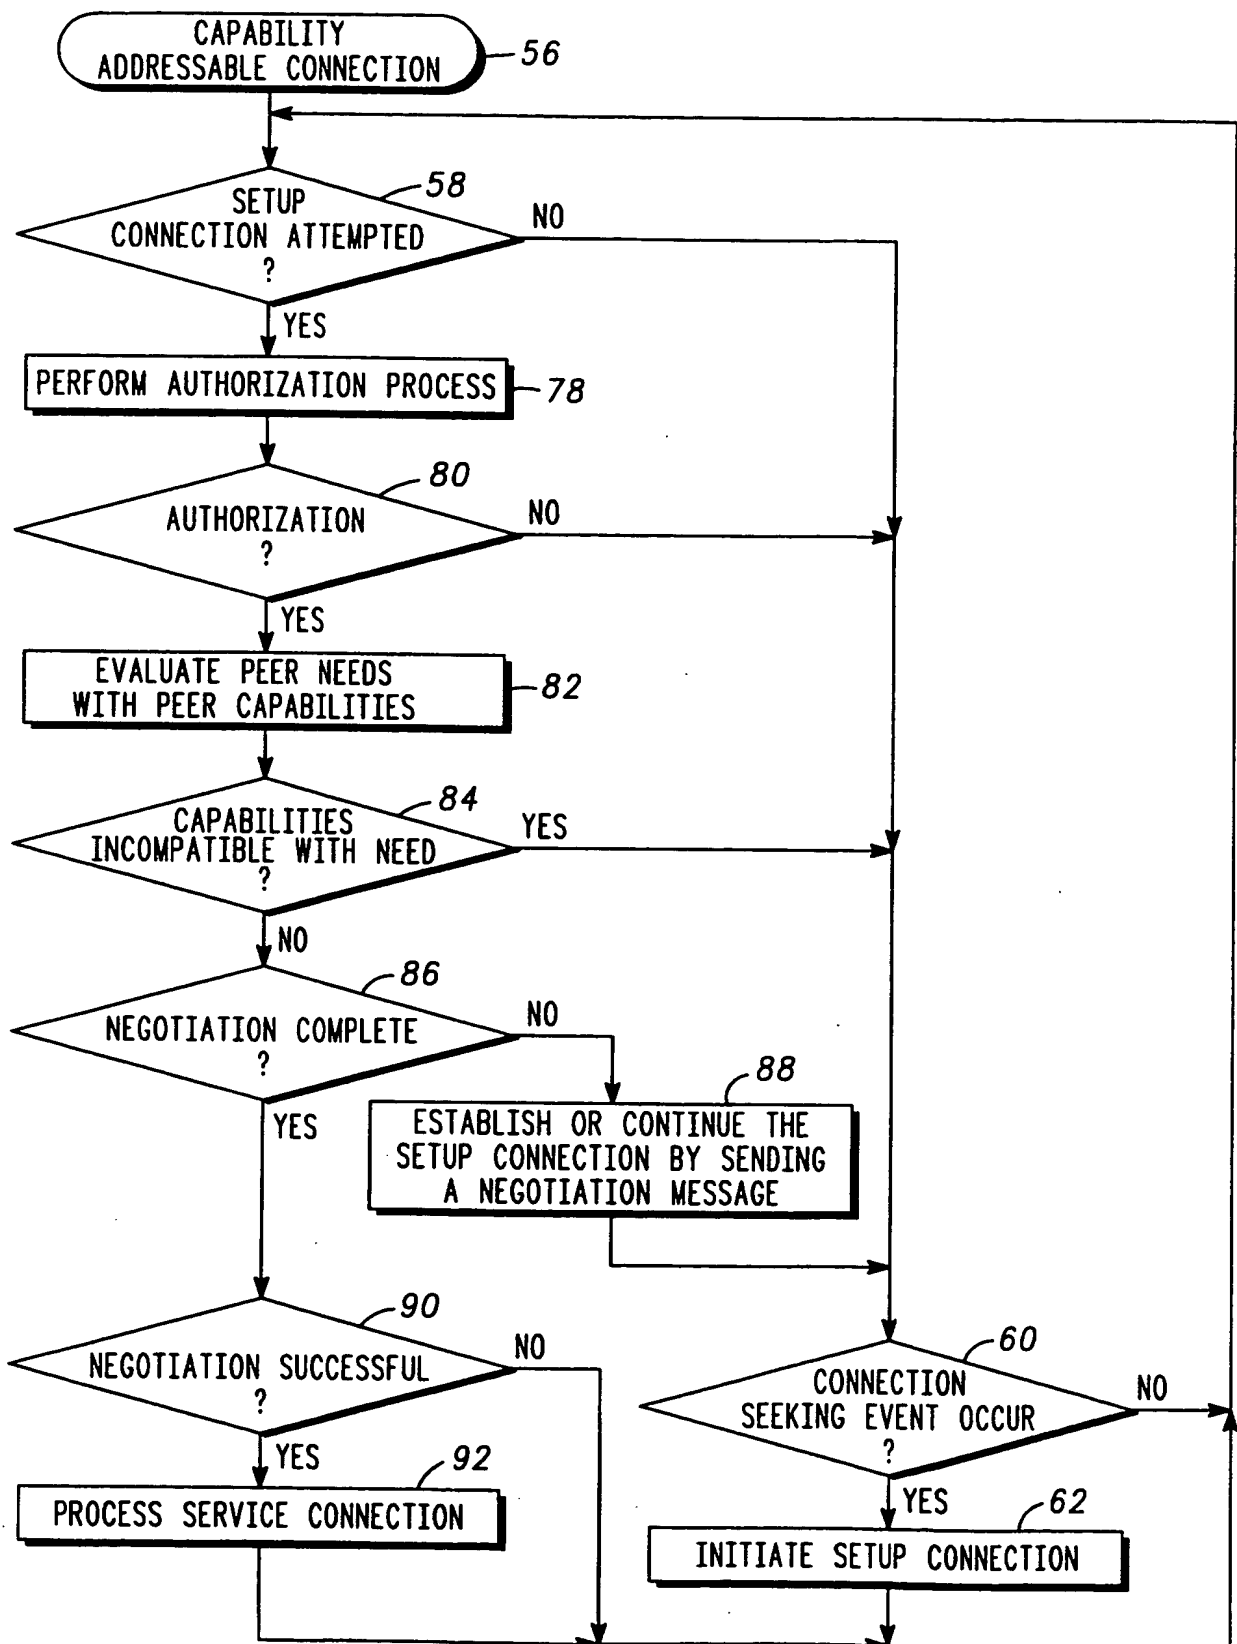 CAPABILITY
ADDRESSABLE CONNECTION
56
58
SETUP
CONNECTION ATTEMPTED
?
NO
YES
PERFORM AUTHORIZATION PROCESS
78
80
AUTHORIZATION
?
NO
YES
EVALUATE PEER NEEDS
WITH PEER CAPABILITIES
82
84
CAPABILITIES
INCOMPATIBLE WITH NEED
?
YES
NO
86
NEGOTIATION COMPLETE
?
NO
YES
88
ESTABLISH OR CONTINUE THE
SETUP CONNECTION BY SENDING
A NEGOTIATION MESSAGE
90
NEGOTIATION SUCCESSFUL
?
NO
YES
60
CONNECTION
SEEKING EVENT OCCUR
?
NO
YES
92
PROCESS SERVICE CONNECTION
62
INITIATE SETUP CONNECTION